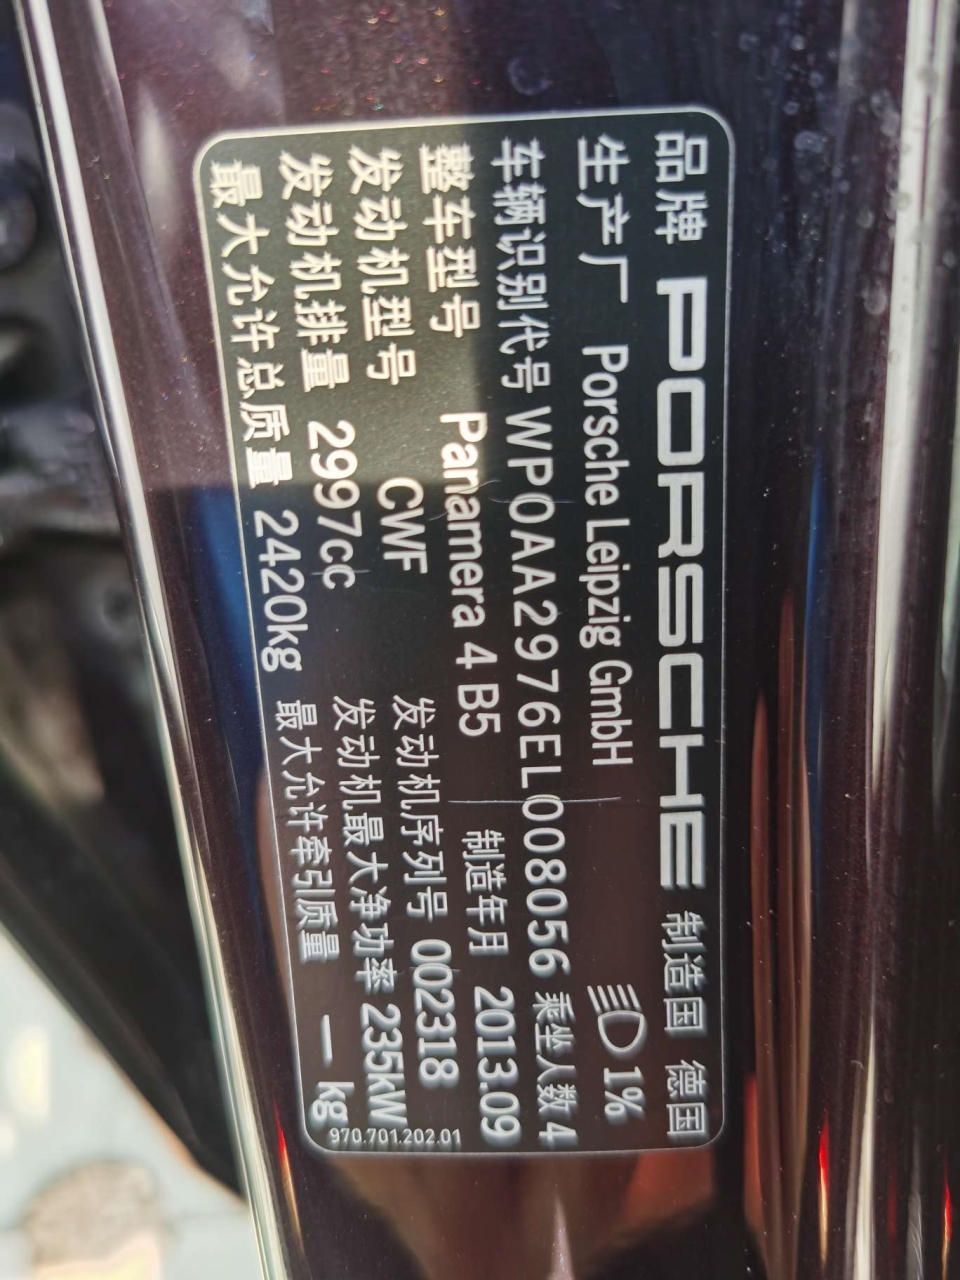 品牌 PORSCHE 制造国 德国
生产厂 Porsche Leipzig GmbH 1%
车辆识别代号 WP0AA2976EL008056 乘坐人数 4
整车型号 Panamera 4 B5 制造年月 2013.09
发动机型号 CWF 发动机序列号 002318
发动机排量 2997cc 发动机最大净功率 235kW
最大允许总质量 2420kg 最大允许牵引质量 — kg
970.701.202.01